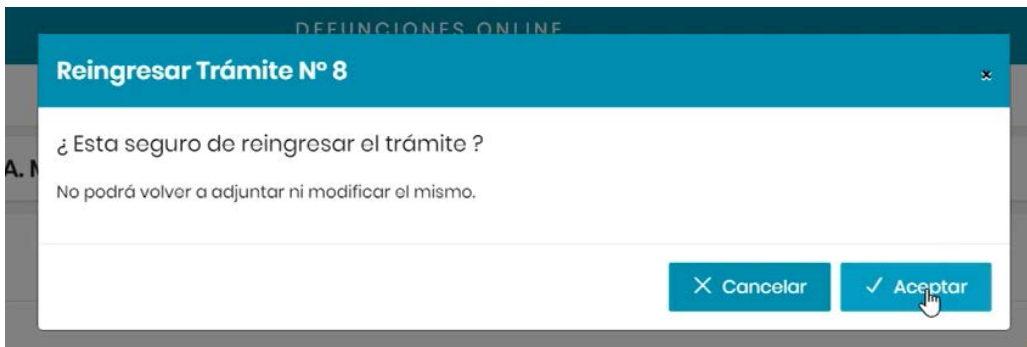 DEFUNCIONES ONLINE
Reingresar Trámite Nº 8
¿ Esta seguro de reingresar el trámite ?
A.
No podrá volver a adjuntar ni modificar el mismo.
Cancelar
Aceptar